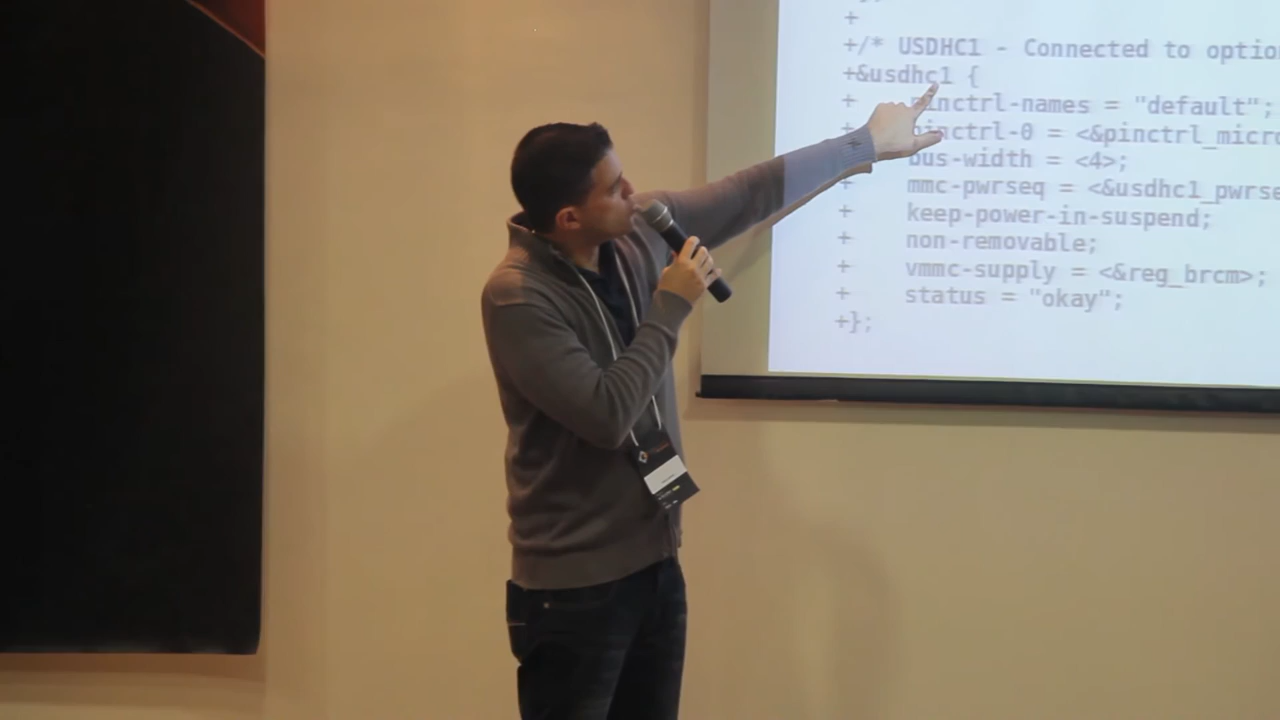 +
+/* USDHC1 - Connected to optio
+&usdhc1 {
+ pinctrl-names = "default";
+ pinctrl-0 = <&pinctrl_micro
bus-width = <4>;
+ mmc-pwrseq = <&usdhc1_pwrse
+ keep-power-in-suspend;
+ non-removable;
+ vmmc-supply = <&reg_brcm>;
+ status = "okay";
+};